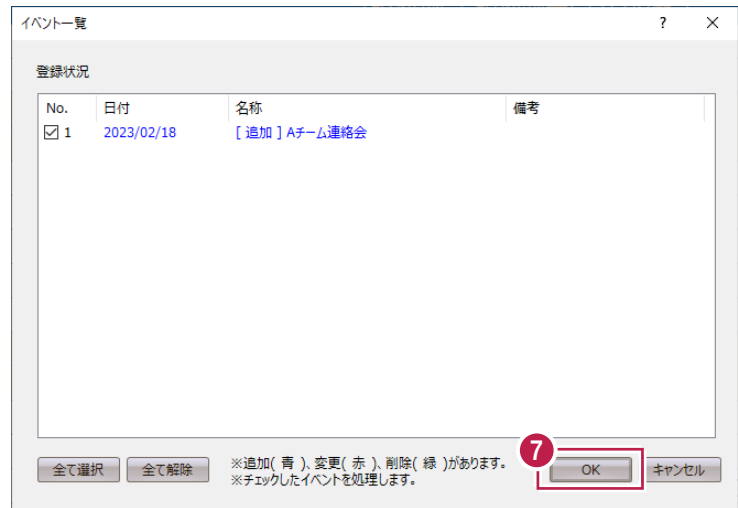 イベント一覧 ? ×
登録状況
No. 日付 名称 備考
1 2023/02/18 [ 追加 ] Aチーム連絡会
7
全て選択 全て解除 ※追加( 青 )、変更( 赤 )、削除( 緑 )があります。 OK キャンセル
※チェックしたイベントを処理します。